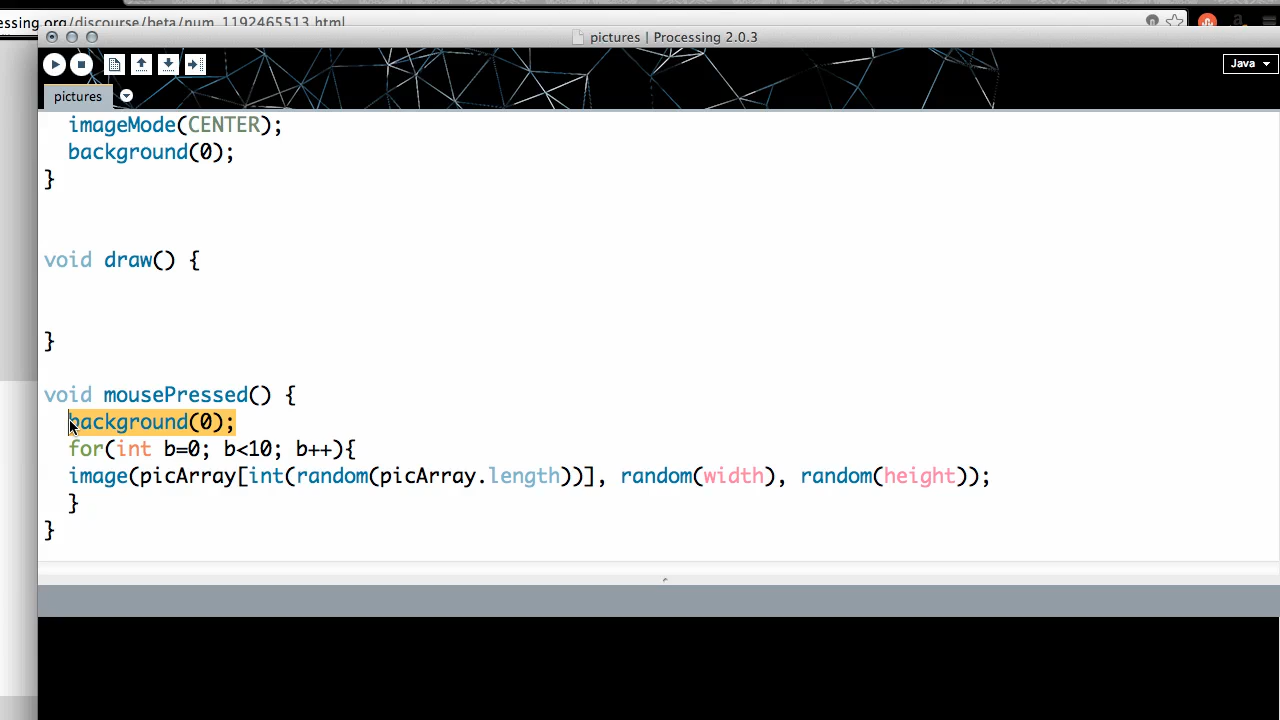 essing.org/discourse/beta/num_1192465513.html
pictures | Processing 2.0.3
Java
pictures
imageMode(CENTER);
background(0);
}
void draw() {
}
void mousePressed() {
background(0);
for(int b=0; b<10; b++){
image(picArray[int(random(picArray.length))], random(width), random(height));
}
}